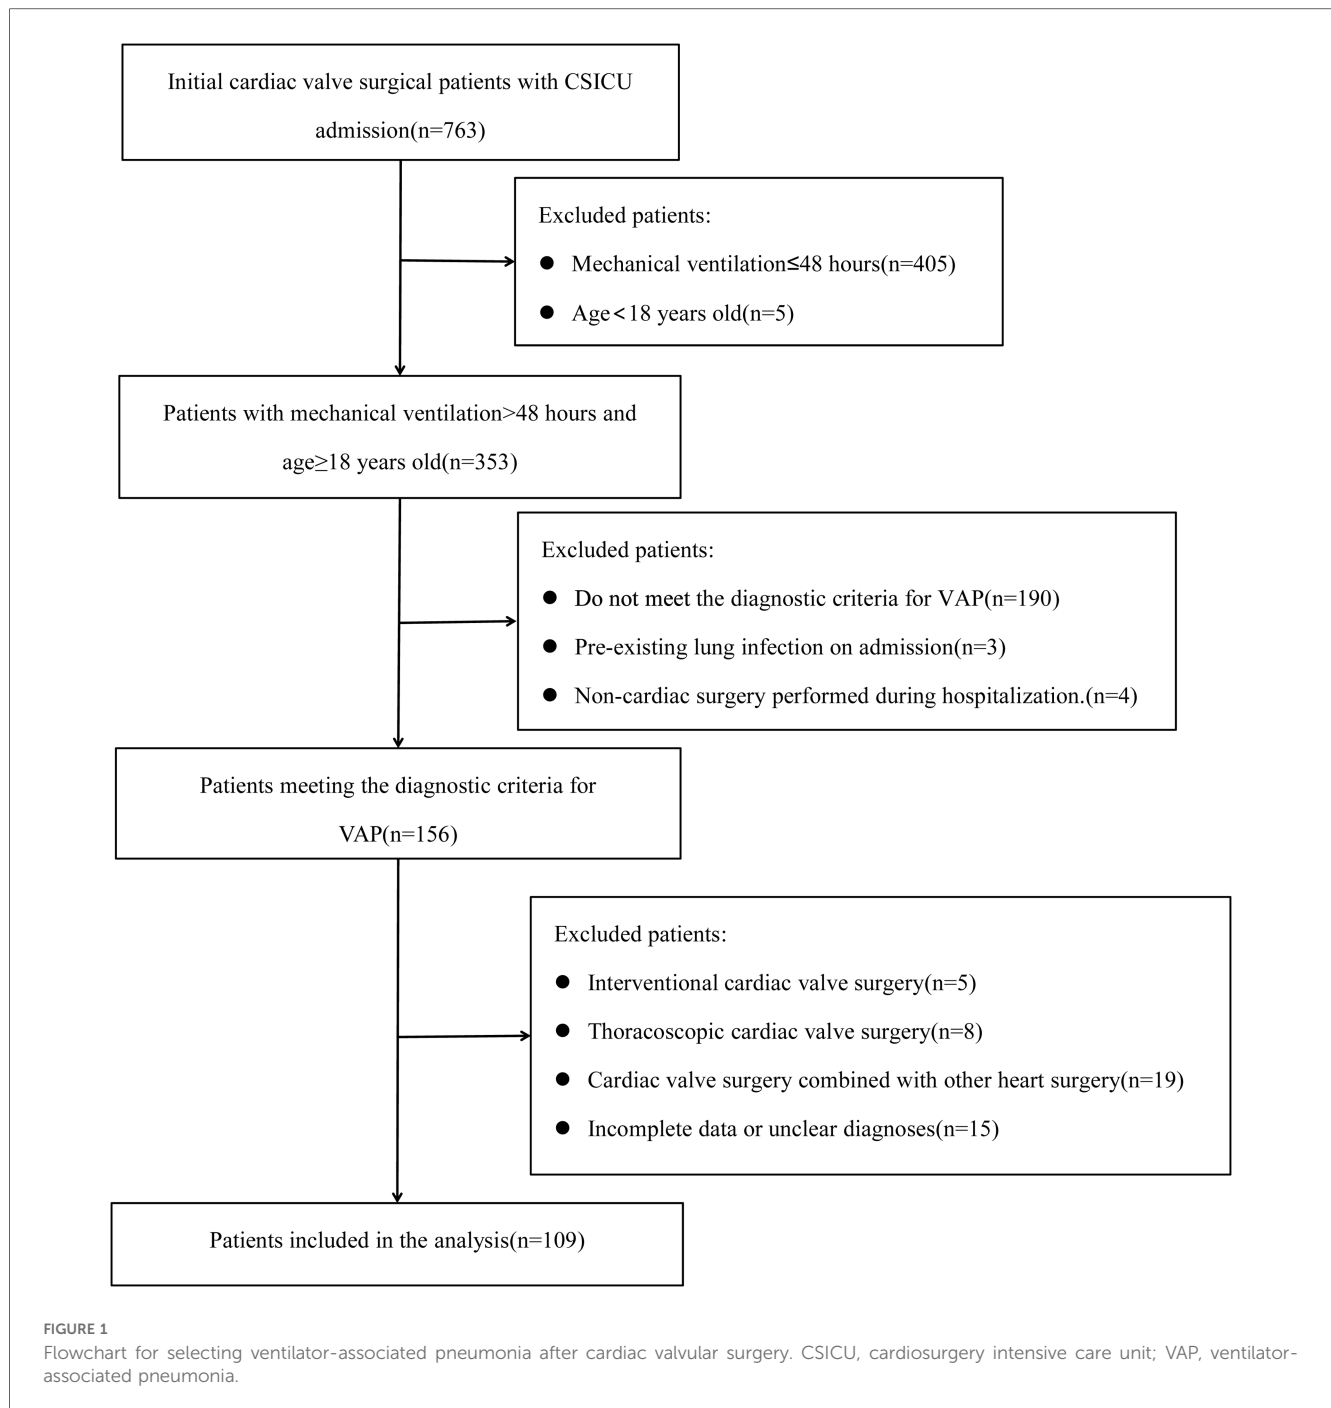 Initial cardiac valve surgical patients with CSICU
admission(n=763)
Excluded patients:
● Mechanical ventilation≤48 hours(n=405)
● Age<18 years old(n=5)
Patients with mechanical ventilation>48 hours and
age≥18 years old(n=353)
Excluded patients:
● Do not meet the diagnostic criteria for VAP(n=190)
● Pre-existing lung infection on admission(n=3)
● Non-cardiac surgery performed during hospitalization.(n=4)
Patients meeting the diagnostic criteria for
VAP(n=156)
Excluded patients:
● Interventional cardiac valve surgery(n=5)
● Thoracoscopic cardiac valve surgery(n=8)
● Cardiac valve surgery combined with other heart surgery(n=19)
● Incomplete data or unclear diagnoses(n=15)
Patients included in the analysis(n=109)
FIGURE 1
Flowchart for selecting ventilator-associated pneumonia after cardiac valvular surgery. CSICU, cardiosurgery intensive care unit; VAP, ventilator-
associated pneumonia.